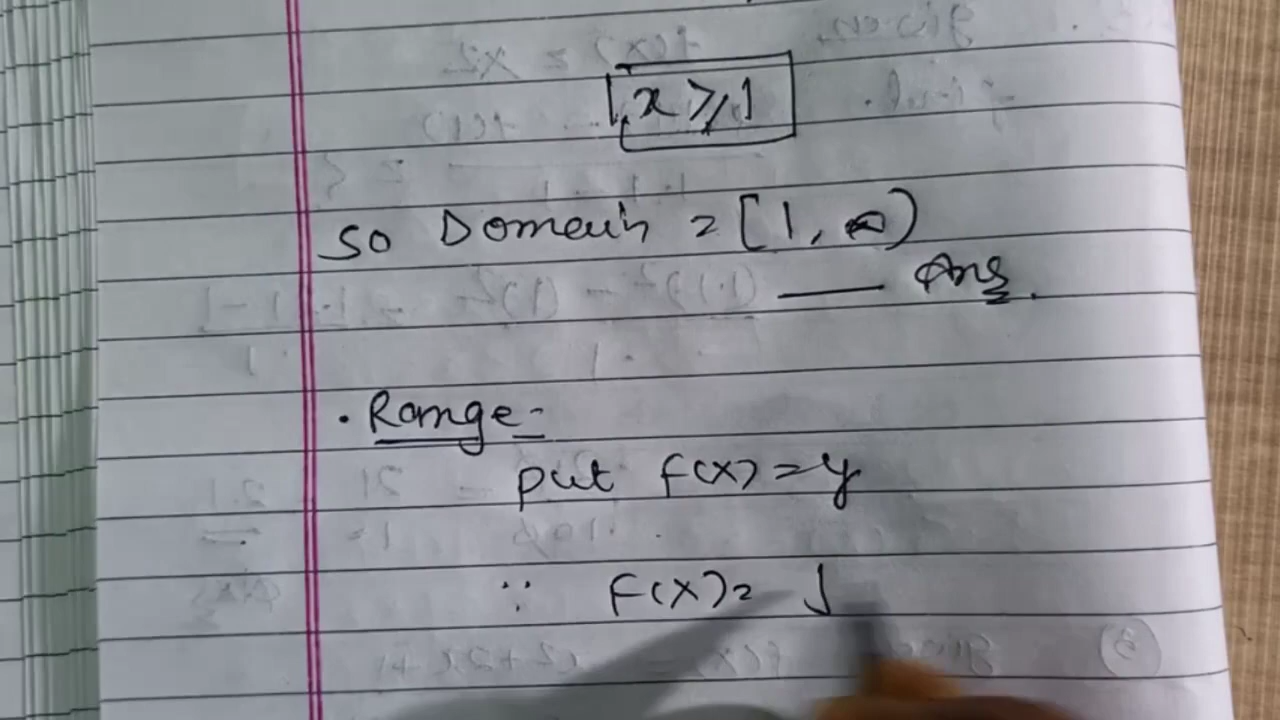 x ≥ 1
so Domain = [1, ∞)
Ans.
• Range:-
put f(x) = y
∵ f(x) = √